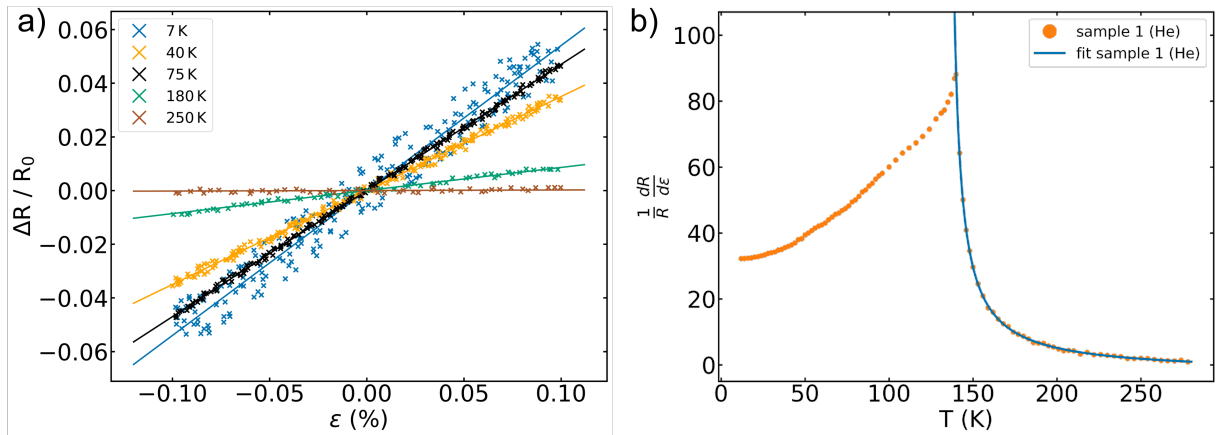 a)
0.06
0.04
0.02
0.00
−0.02
−0.04
−0.06
ΔR / R₀
7 K
40 K
75 K
180 K
250 K
−0.10
−0.05
0.00
0.05
0.10
ε (%)
b)
100
80
60
40
20
0
1/R dR/dε
sample 1 (He)
fit sample 1 (He)
0
50
100
150
200
250
T (K)